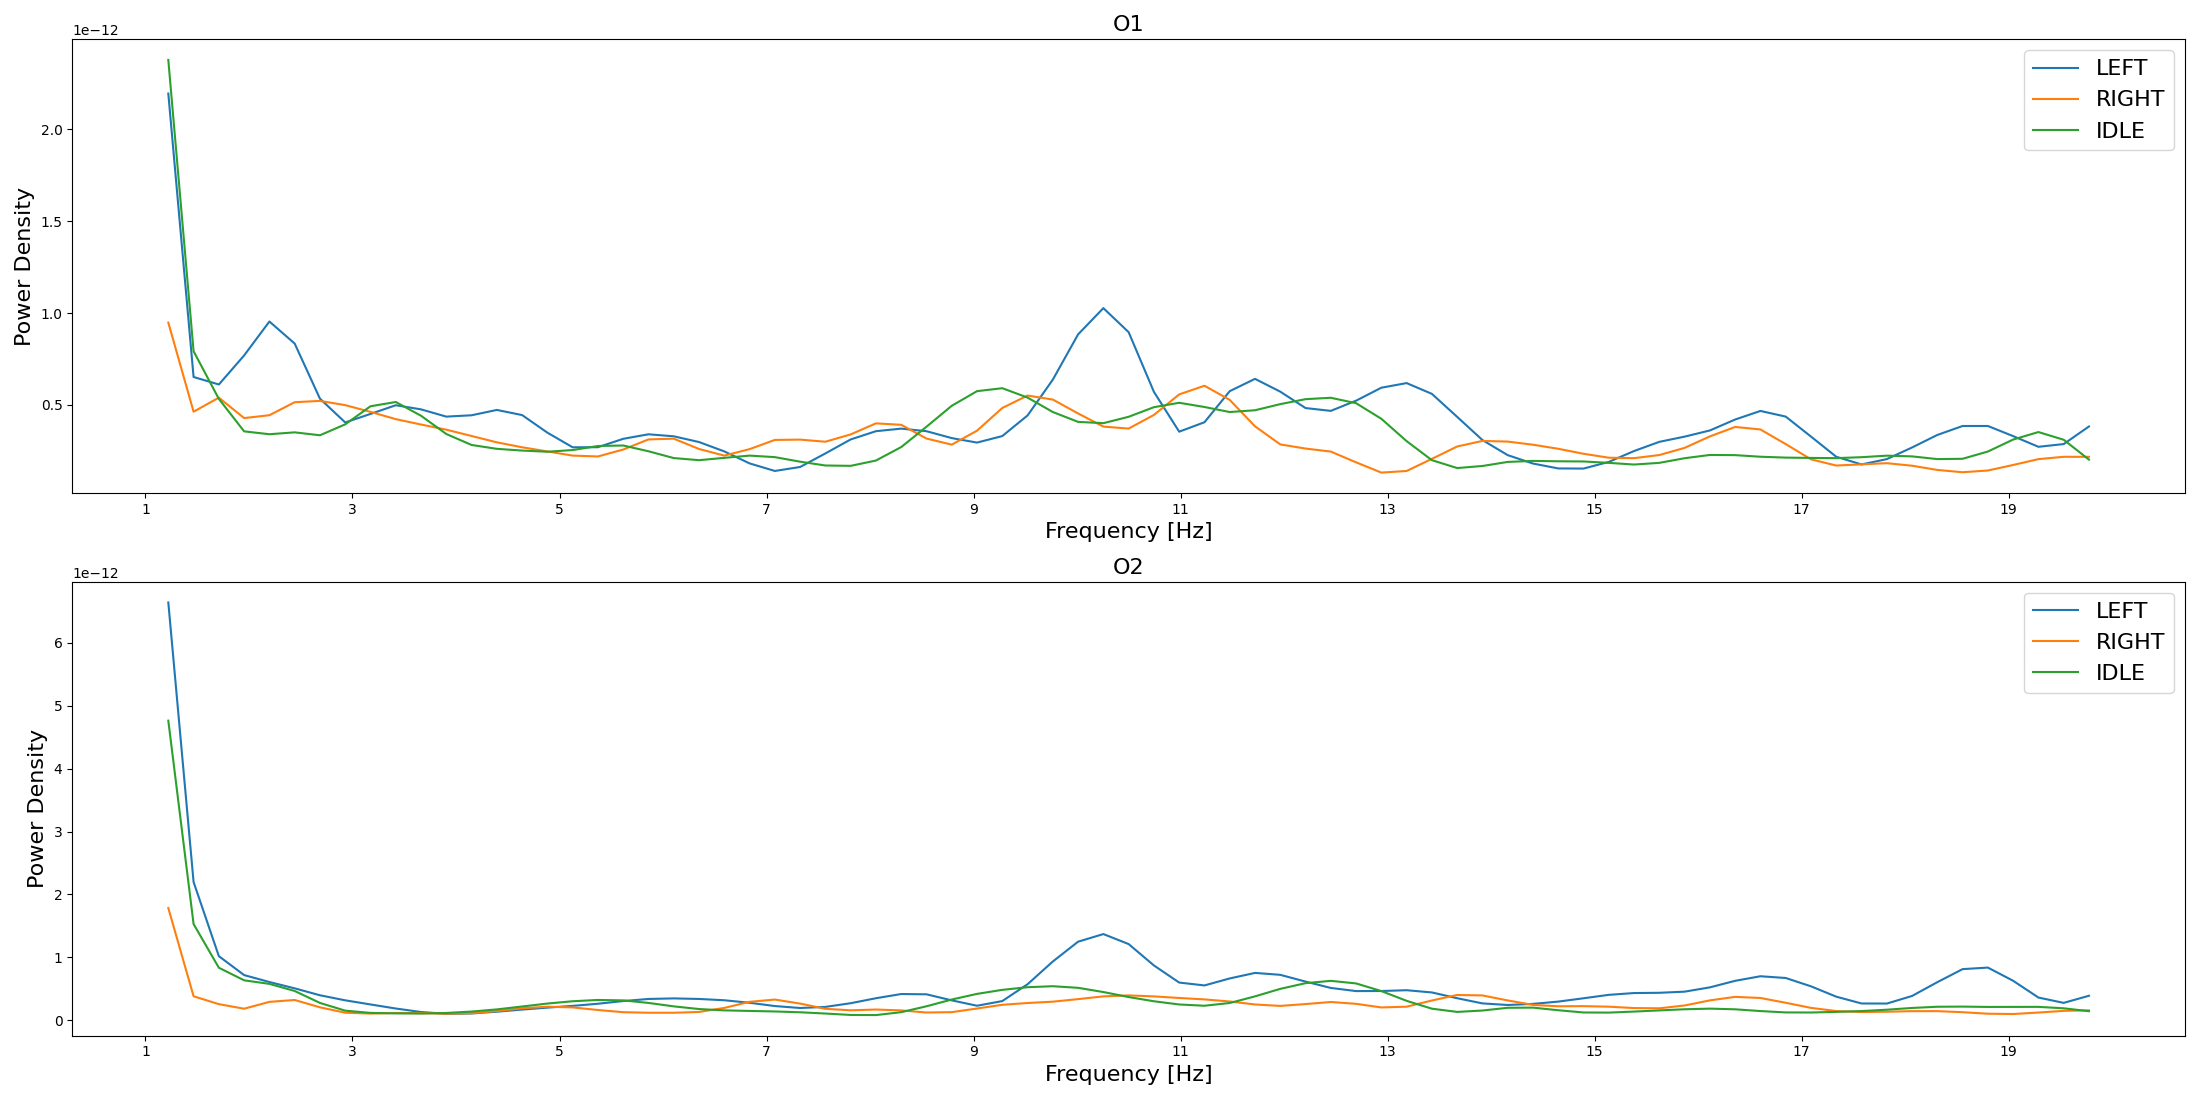 O1
1e−12
2.0
1.5
1.0
0.5
Power Density
LEFT
RIGHT
IDLE
1 3 5 7 9 11 13 15 17 19
Frequency [Hz]
O2
1e−12
6
5
4
3
2
1
0
Power Density
LEFT
RIGHT
IDLE
1 3 5 7 9 11 13 15 17 19
Frequency [Hz]